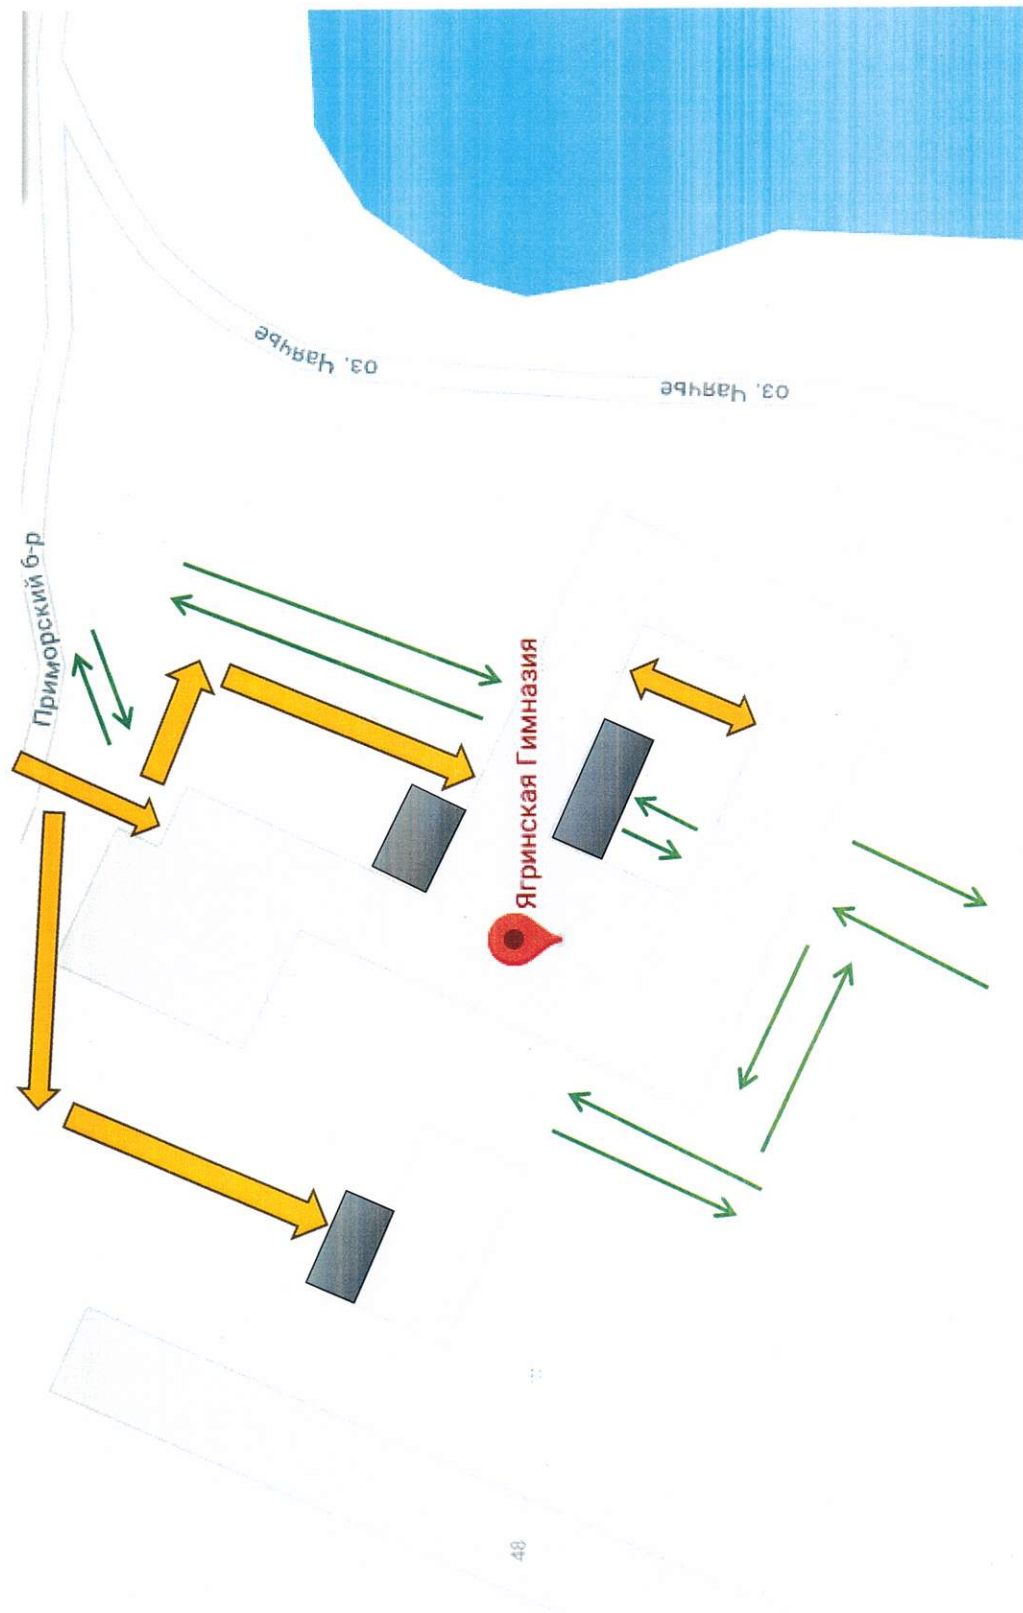 оз. Чаячье
оз. Чаячье
Приморский б-р
Ягринская Гимназия
48